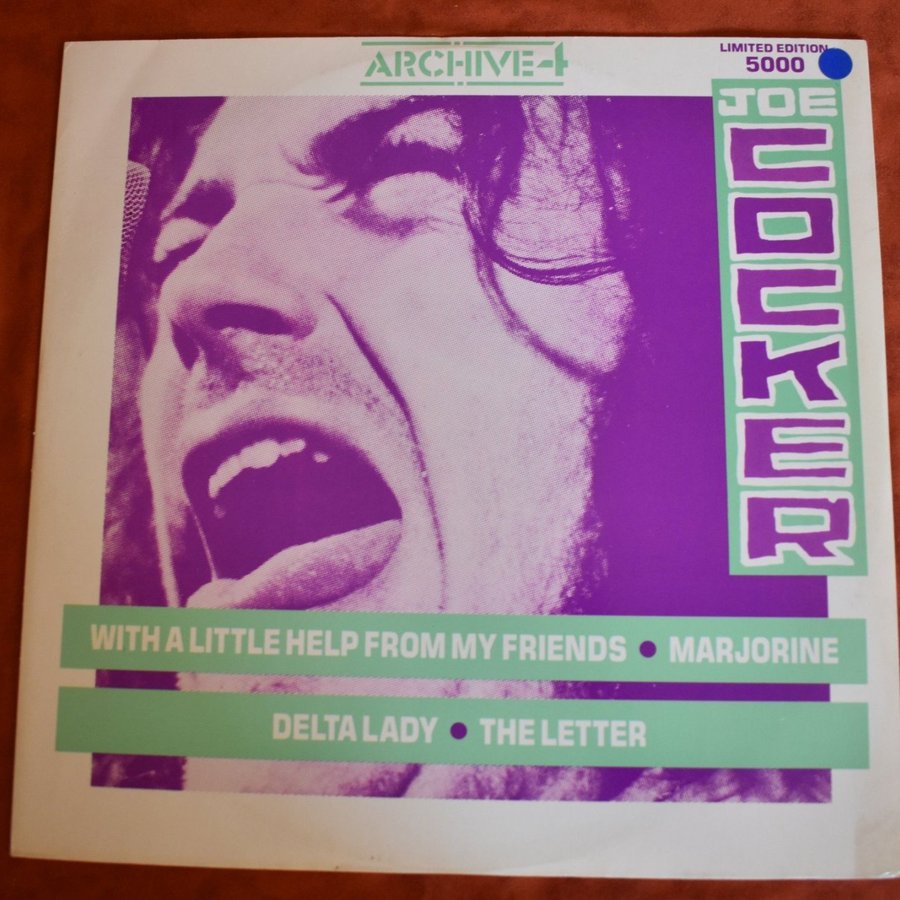 ARCHIVE 4
LIMITED EDITION
5000
JOE
COCKER
WITH A LITTLE HELP FROM MY FRIENDS • MARJORINE
DELTA LADY • THE LETTER